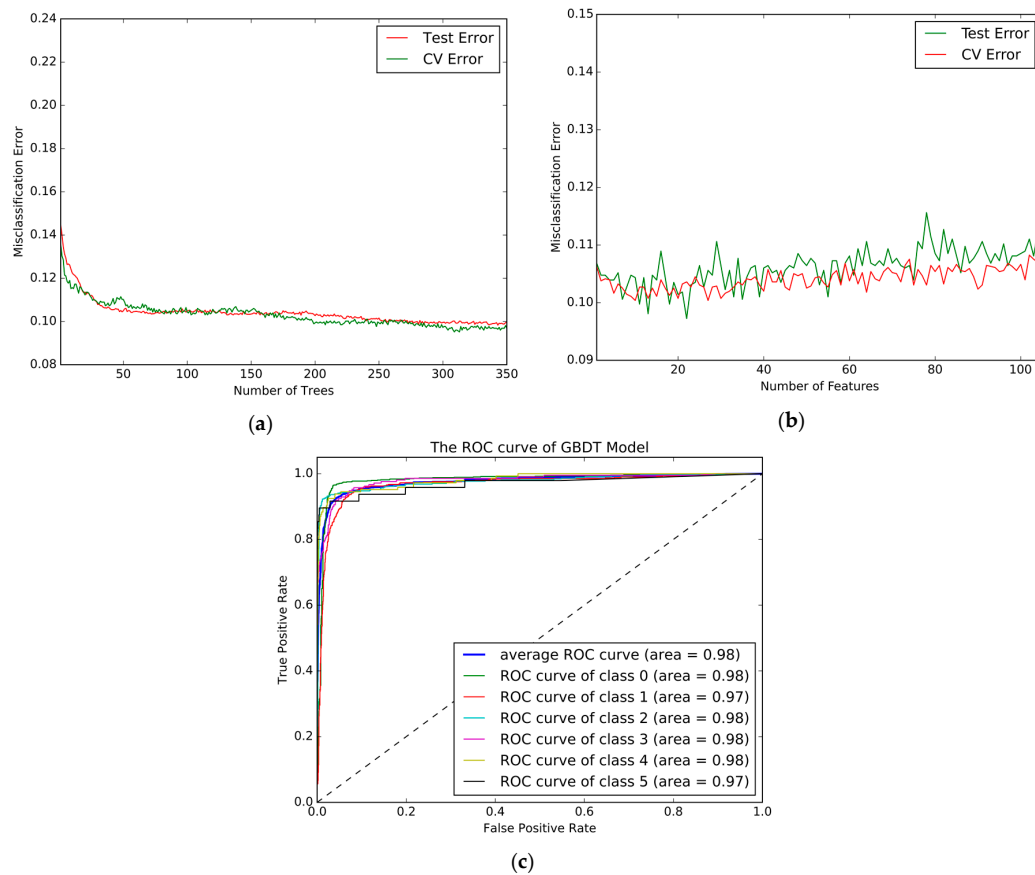 0.24
0.22
0.20
0.18
0.16
0.14
0.12
0.10
0.08
Misclassification Error
Test Error
CV Error
50
100
150
200
250
300
350
Number of Trees
(a)
0.15
0.14
0.13
0.12
0.11
0.10
0.09
Misclassification Error
Test Error
CV Error
20
40
60
80
100
Number of Features
(b)
The ROC curve of GBDT Model
1.0
0.8
0.6
0.4
0.2
0.0
True Positive Rate
average ROC curve (area = 0.98)
ROC curve of class 0 (area = 0.98)
ROC curve of class 1 (area = 0.97)
ROC curve of class 2 (area = 0.98)
ROC curve of class 3 (area = 0.98)
ROC curve of class 4 (area = 0.98)
ROC curve of class 5 (area = 0.97)
0.0
0.2
0.4
0.6
0.8
1.0
False Positive Rate
(c)